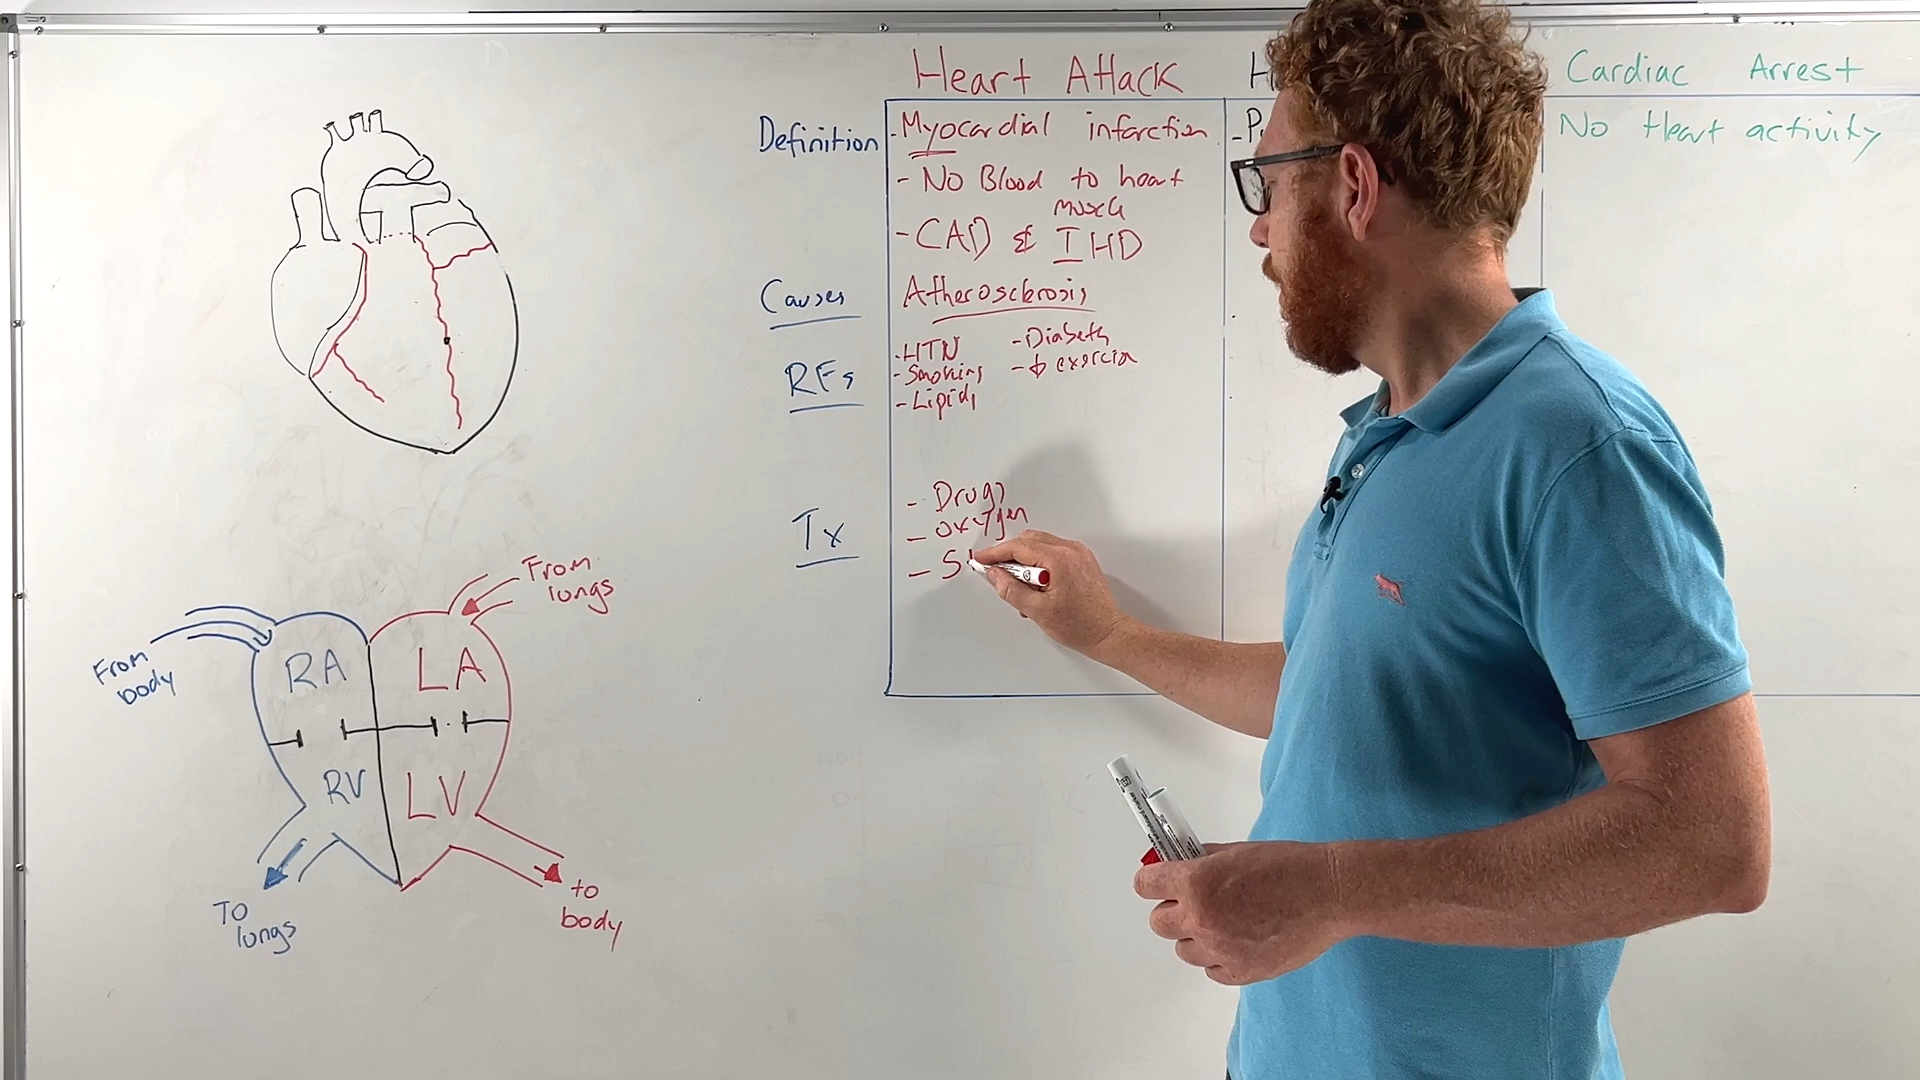 Heart Attack
Cardiac Arrest
Definition
- Myocardial infarction
- No Blood to heart
muscle
- CAD & IHD
No Heart activity
Causes
Atherosclerosis
RFs
- HTN
- Smoking
- Lipids
- Diabetes
- ↓ exercise
Tx
- Drugs
- oxygen
From
lungs
From
body
RA
LA
RV
LV
To
lungs
to
body